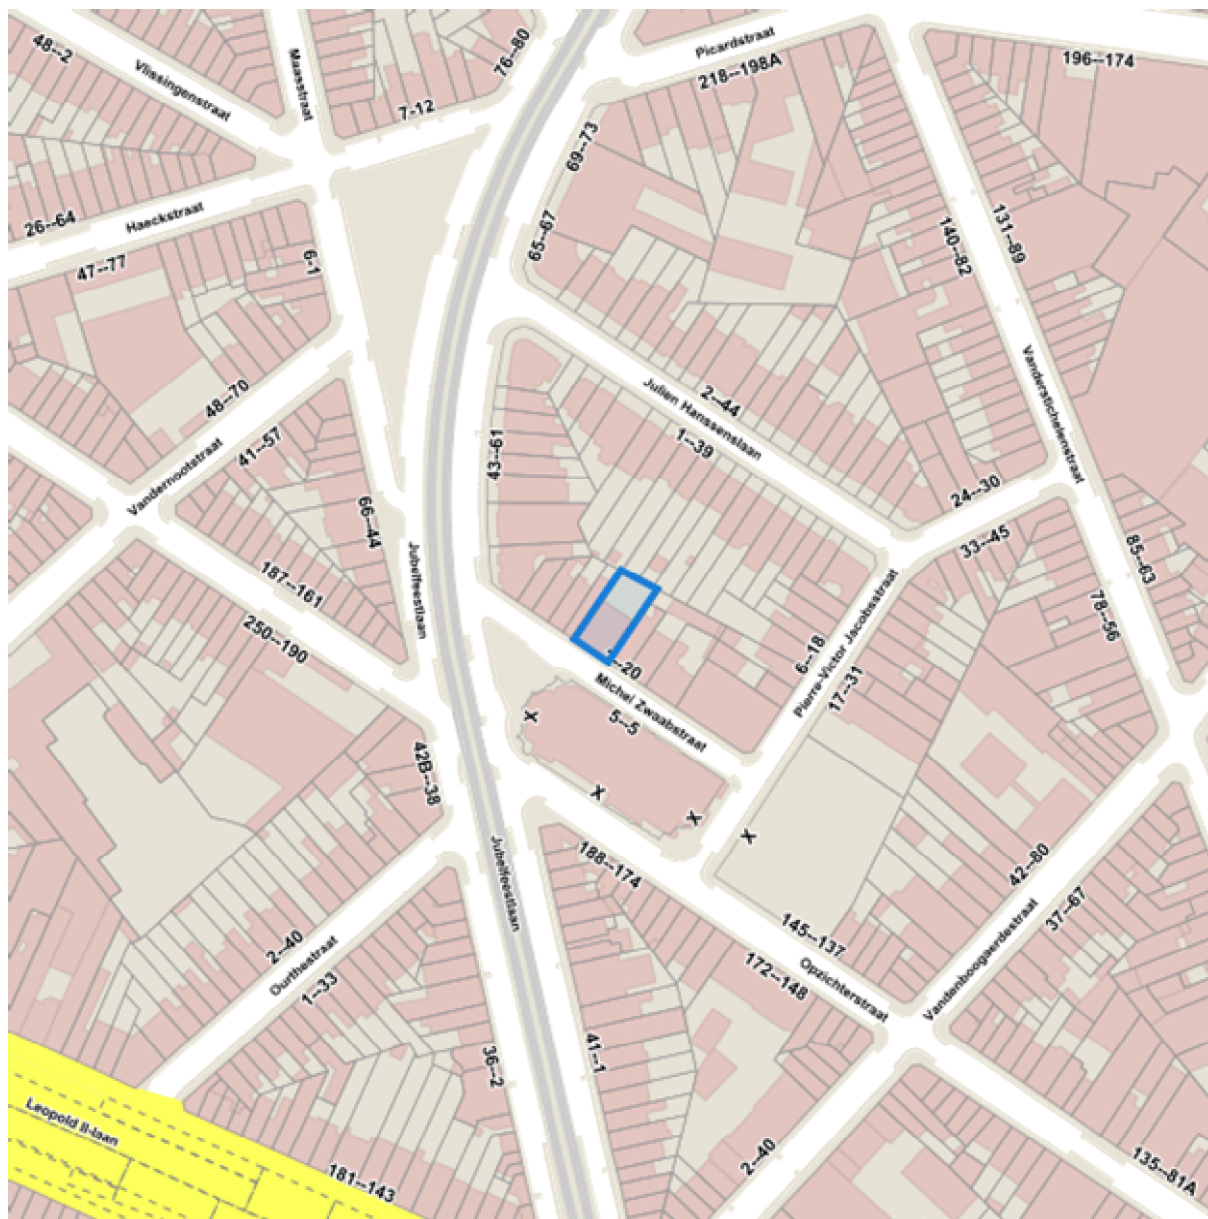 48--2
Vlissingenstraat
Maasstraat
76--80
Picardstraat
196--174
218--198A
7-12
69--73
26--64
Haeckstraat
65--67
131--89
140--82
47--77
6-1
Vanderstichelenstraat
48--70
Julien Hanssenslaan
2--44
41--57
43--61
1--39
Vandernootstraat
24--30
66--44
33--45
85--63
Jubelfeestlaan
187--161
78--56
250--190
6--18
Pierre-Victor Jacobsstraat
17--31
--20
Michel Zwaabstraat
5--5
X
42B--38
X
X
X
188--174
Jubelfeestlaan
42--80
37--67
2--40
Ourthestraat
1--33
145--137
172--148
Opzichterstraat
Vandenboogaerdestraat
36--2
41--1
Leopold II-laan
181--143
2--40
135--81A